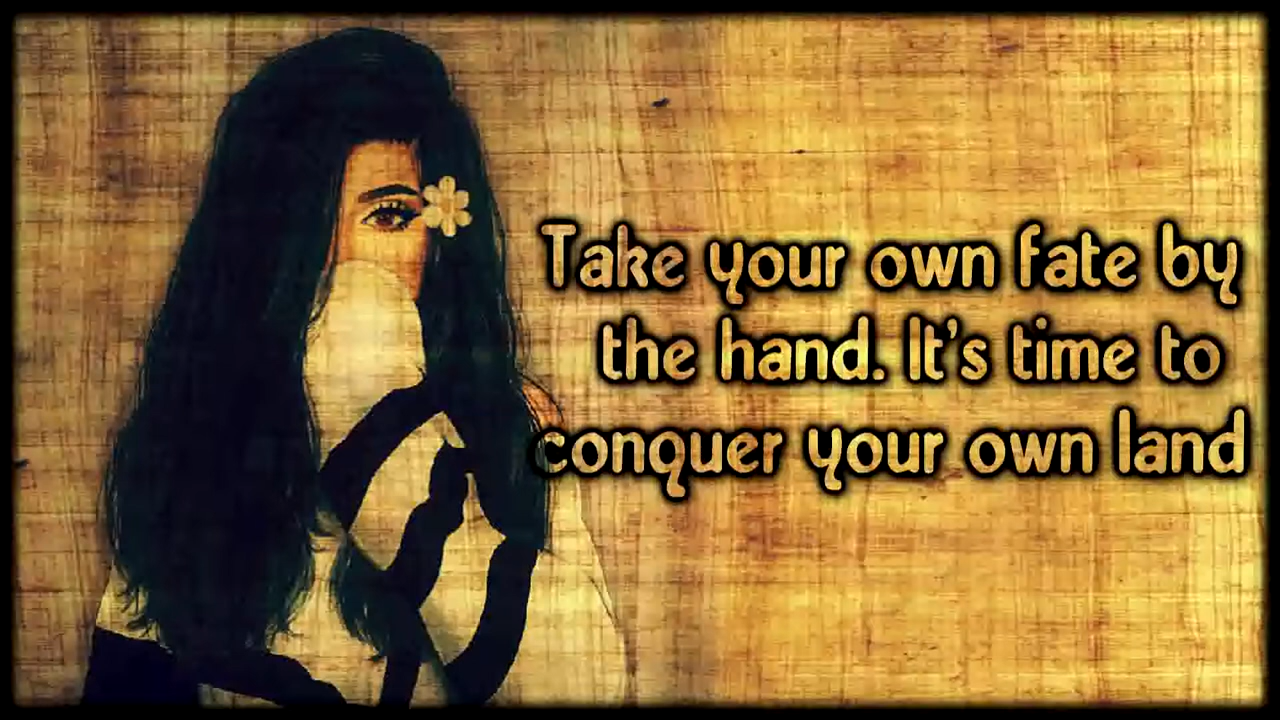 Take your own fate by
the hand. It's time to
conquer your own land